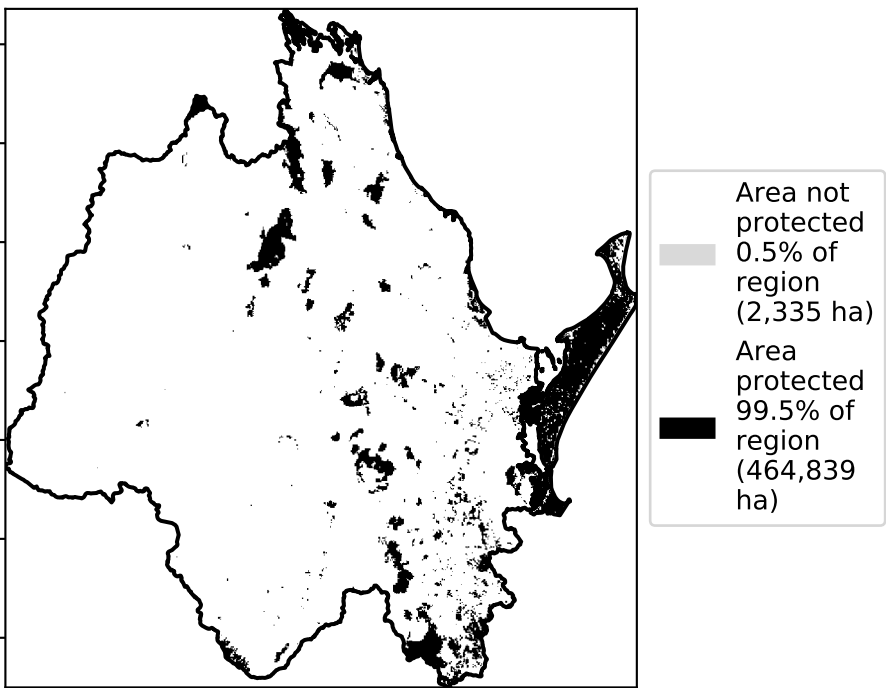 Area not
protected
0.5% of
region
(2,335 ha)
Area
protected
99.5% of
region
(464,839
ha)